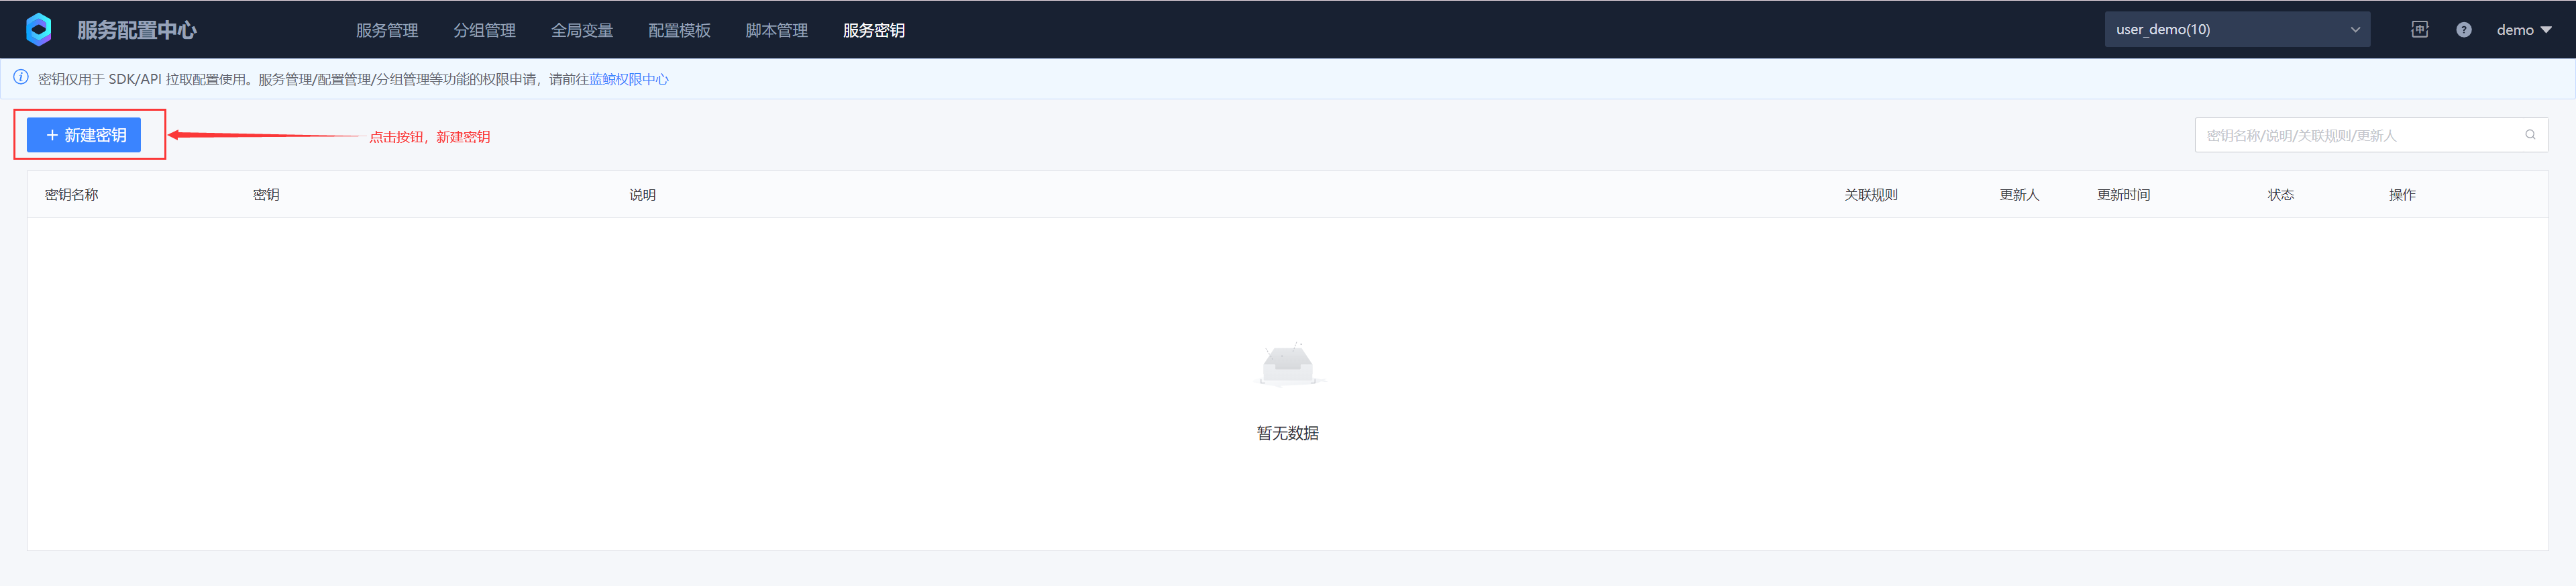 服务配置中心 服务管理 分组管理 全局变量 配置模板 脚本管理 服务密钥 user_demo(10) 中 ? demo
密钥仅用于 SDK/API 拉取配置使用。服务管理/配置管理/分组管理等功能的权限申请，请前往蓝鲸权限中心
+ 新建密钥 点击按钮，新建密钥 密钥名称/说明/关联规则/更新人
密钥名称 密钥 说明 关联规则 更新人 更新时间 状态 操作
暂无数据